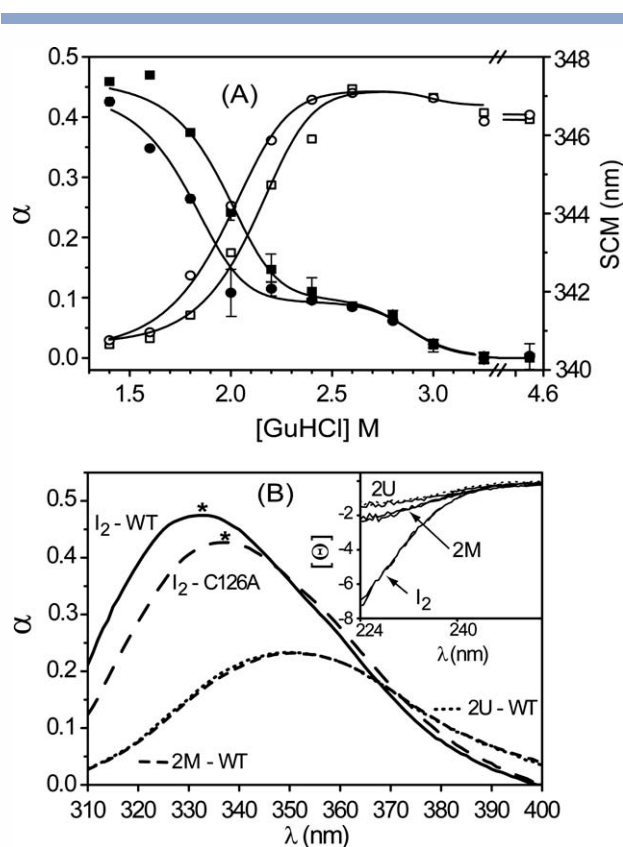 (A)
0.5
0.4
0.3
0.2
0.1
0.0
α
348
346
344
342
340
SCM (nm)
1.5 2.0 2.5 3.0 4.6
[GuHCl] M
(B)
0.5
0.4
0.3
0.2
0.1
0.0
α
I₂ - WT
*
*
I₂ - C126A
2M - WT
2U - WT
310 320 330 340 350 360 370 380 390 400
λ (nm)
2U
2M
I₂
[Θ]
-2
-4
-6
-8
224 240
λ (nm)